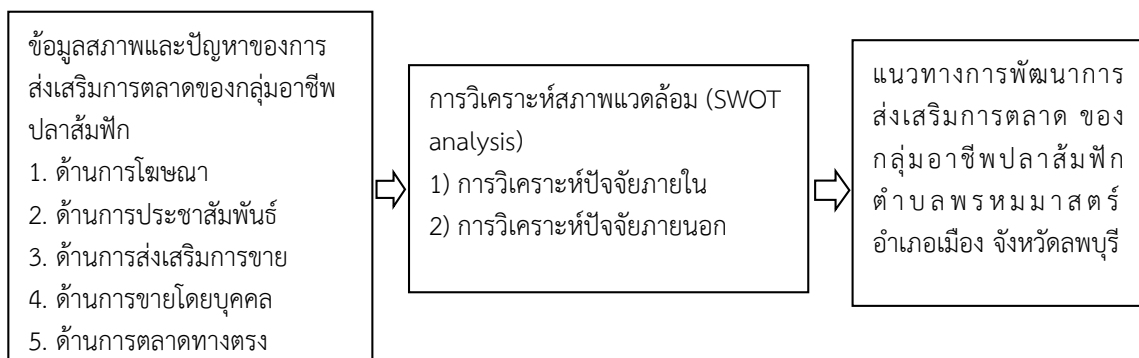 ข้อมูลสภาพและปัญหาของการ
ส่งเสริมการตลาดของกลุ่มอาชีพ
ปลาส้มฟัก
1. ด้านการโฆษณา
2. ด้านการประชาสัมพันธ์
3. ด้านการส่งเสริมการขาย
4. ด้านการขายโดยบุคคล
5. ด้านการตลาดทางตรง
การวิเคราะห์สภาพแวดล้อม (SWOT
analysis)
1) การวิเคราะห์ปัจจัยภายใน
2) การวิเคราะห์ปัจจัยภายนอก
แนวทางการพัฒนาการ
ส่งเสริมการตลาด ของ
กลุ่มอาชีพปลาส้มฟัก
ตำบลพรหมมาสตร์
อำเภอเมือง จังหวัดลพบุรี